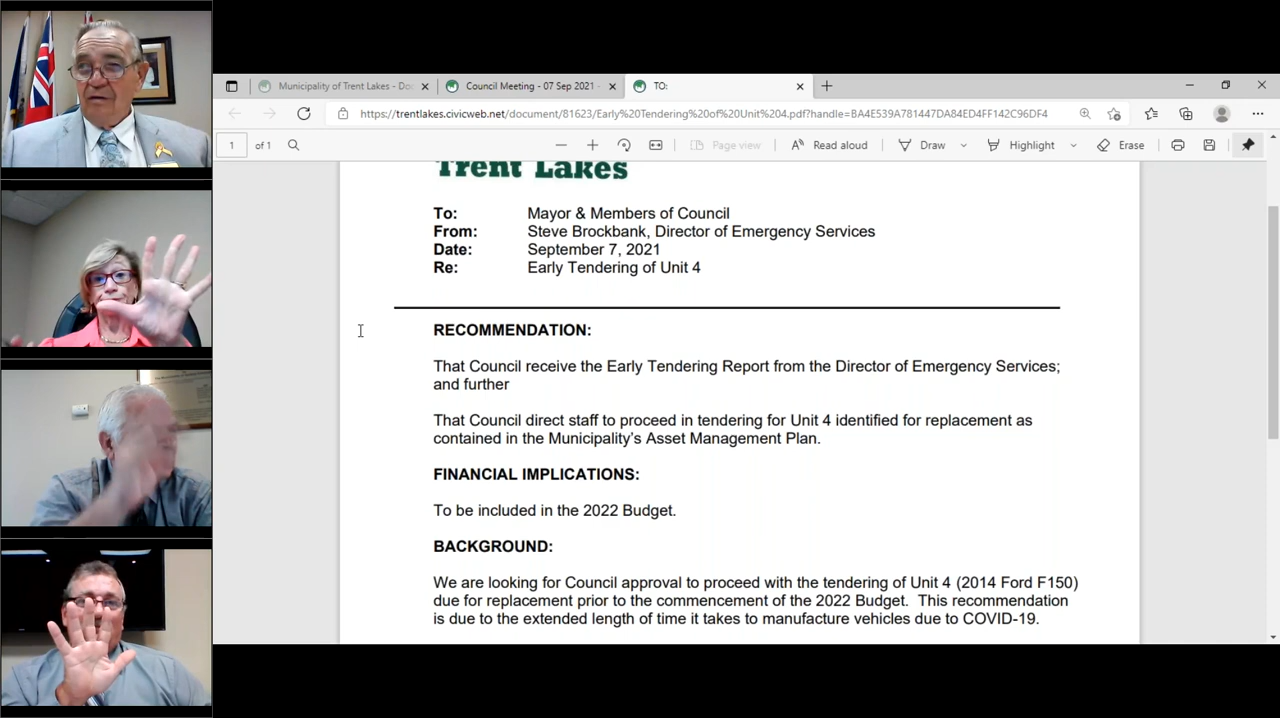 Municipality of Trent Lakes - Doc
Council Meeting - 07 Sep 2021 -
TO:
https://trentlakes.civicweb.net/document/81623/Early%20Tendering%20of%20Unit%204.pdf?handle=BA4E539A781447DA84ED4FF142C96DF4
1 of 1
Page view
Read aloud
Draw
Highlight
Erase
Trent Lakes
To: Mayor & Members of Council
From: Steve Brockbank, Director of Emergency Services
Date: September 7, 2021
Re: Early Tendering of Unit 4
RECOMMENDATION:
That Council receive the Early Tendering Report from the Director of Emergency Services;
and further
That Council direct staff to proceed in tendering for Unit 4 identified for replacement as
contained in the Municipality's Asset Management Plan.
FINANCIAL IMPLICATIONS:
To be included in the 2022 Budget.
BACKGROUND:
We are looking for Council approval to proceed with the tendering of Unit 4 (2014 Ford F150)
due for replacement prior to the commencement of the 2022 Budget.  This recommendation
is due to the extended length of time it takes to manufacture vehicles due to COVID-19.